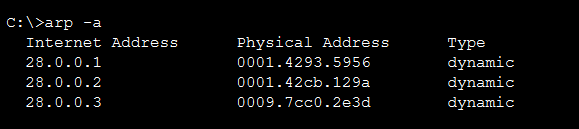 C:\>arp -a
Internet Address Physical Address Type
28.0.0.1 0001.4293.5956 dynamic
28.0.0.2 0001.42cb.129a dynamic
28.0.0.3 0009.7cc0.2e3d dynamic